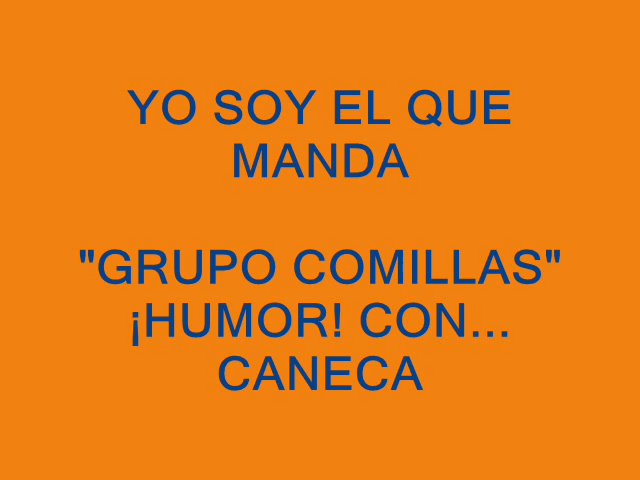 YO SOY EL QUE
MANDA
"GRUPO COMILLAS"
¡HUMOR! CON...
CANECA